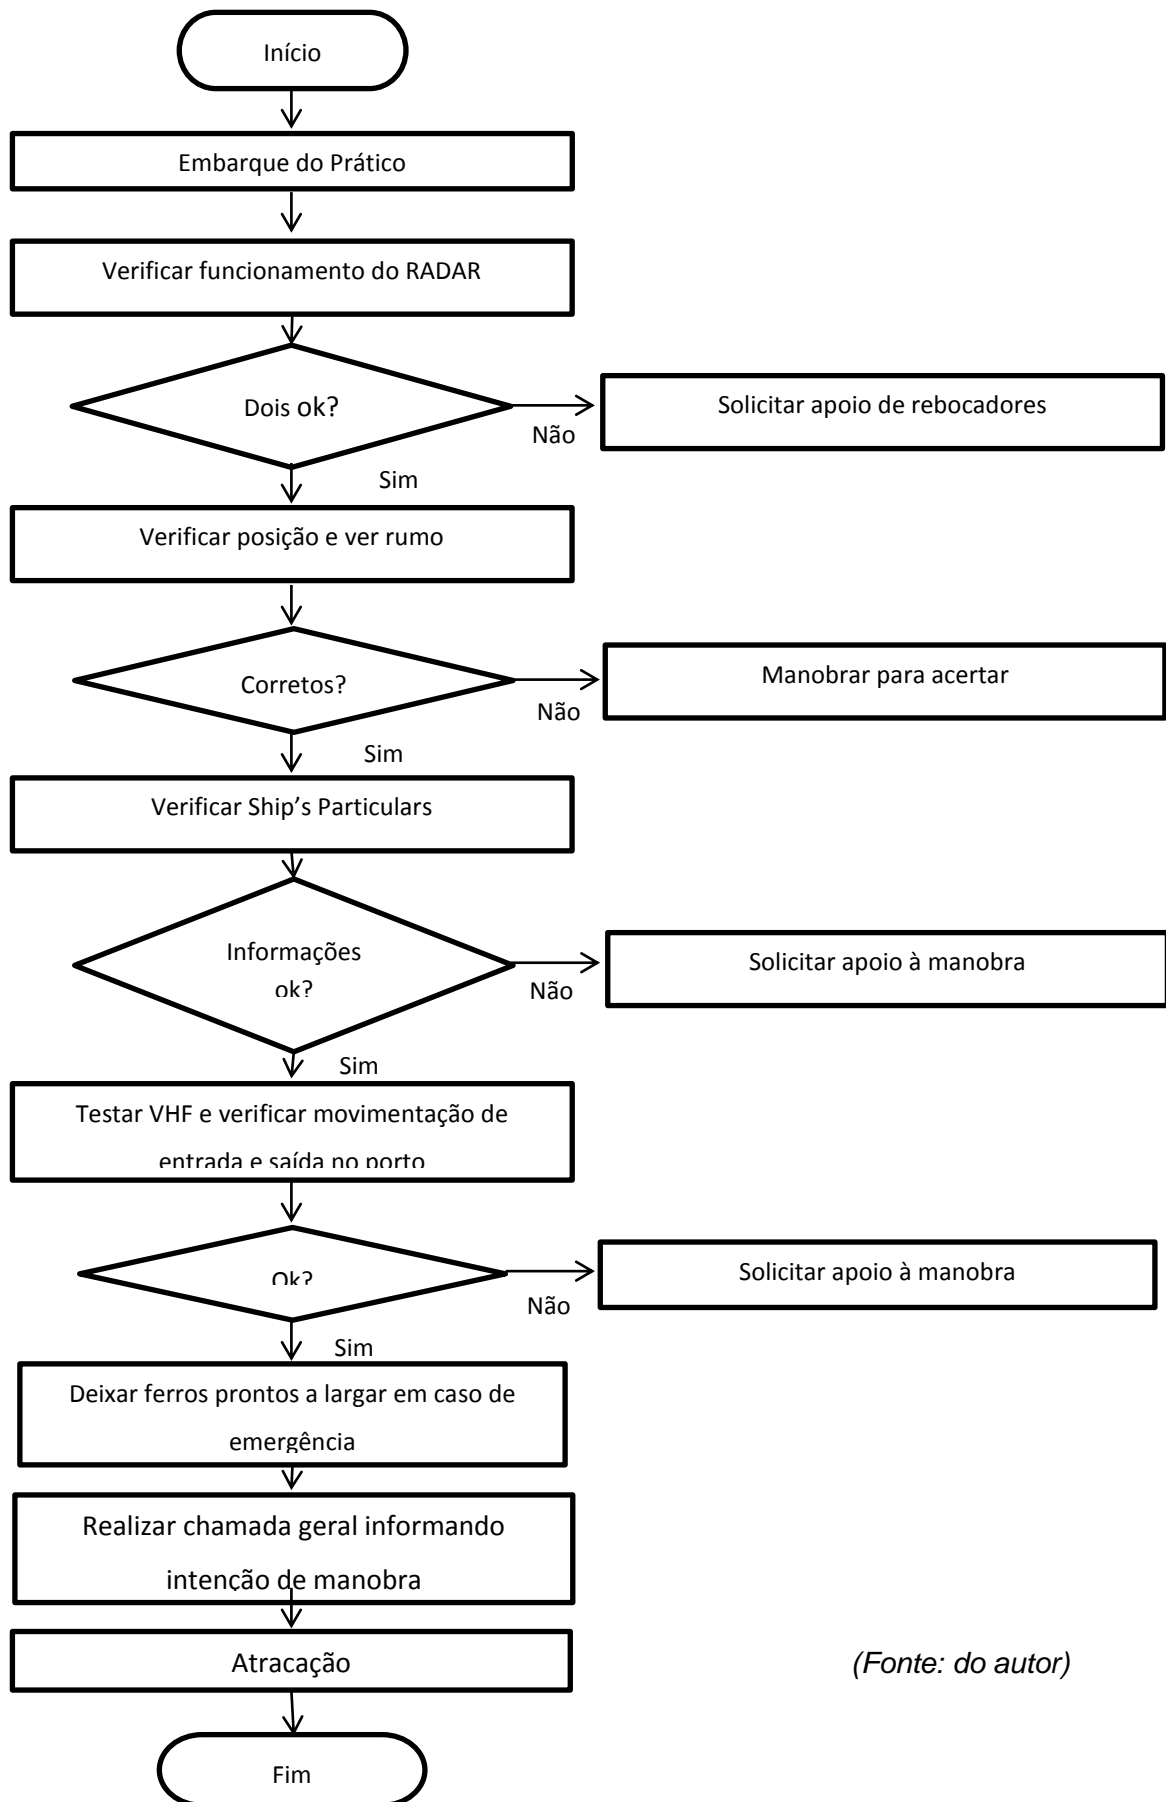 Início
Embarque do Prático
Verificar funcionamento do RADAR
Dois ok?
Não
Solicitar apoio de rebocadores
Sim
Verificar posição e ver rumo
Corretos?
Não
Manobrar para acertar
Sim
Verificar Ship’s Particulars
Informações
ok?
Não
Solicitar apoio à manobra
Sim
Testar VHF e verificar movimentação de
entrada e saída no porto
Ok?
Não
Solicitar apoio à manobra
Sim
Deixar ferros prontos a largar em caso de
emergência
Realizar chamada geral informando
intenção de manobra
Atracação
(Fonte: do autor)
Fim